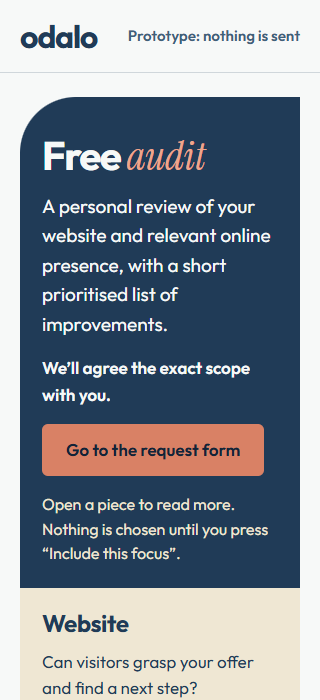 odalo
Prototype: nothing is sent
Free audit
A personal review of your
website and relevant online
presence, with a short
prioritised list of
improvements.
We’ll agree the exact scope
with you.
Go to the request form
Open a piece to read more.
Nothing is chosen until you press
“Include this focus”.
Website
Can visitors grasp your offer
and find a next step?